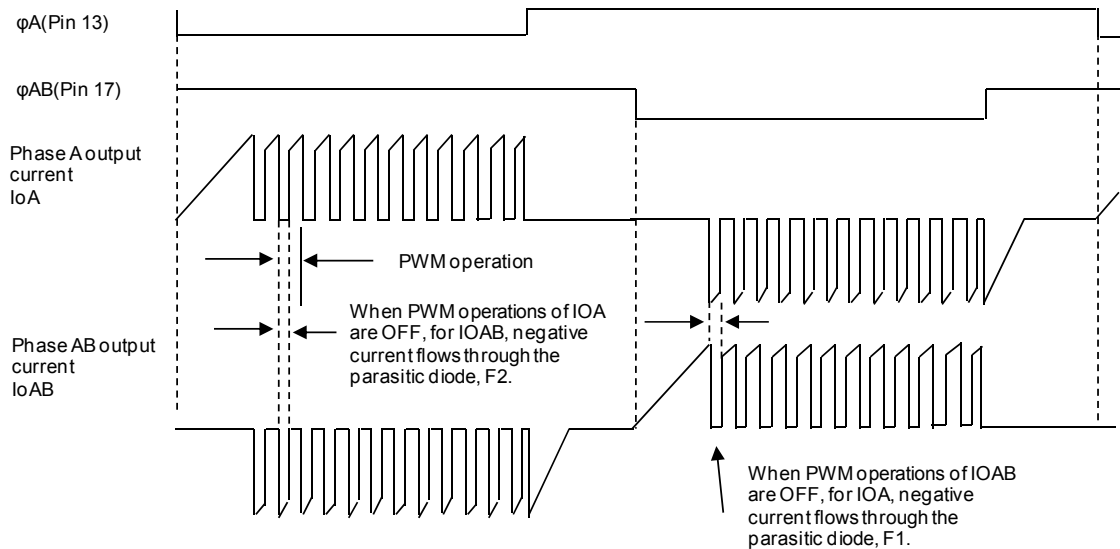 φA(Pin 13)
φAB(Pin 17)
Phase A output
current
IoA
PWM operation
When PWM operations of IOA
are OFF, for IOAB, negative
current flows through the
parasitic diode, F2.
Phase AB output
current
IoAB
When PWM operations of IOAB
are OFF, for IOA, negative
current flows through the
parasitic diode, F1.